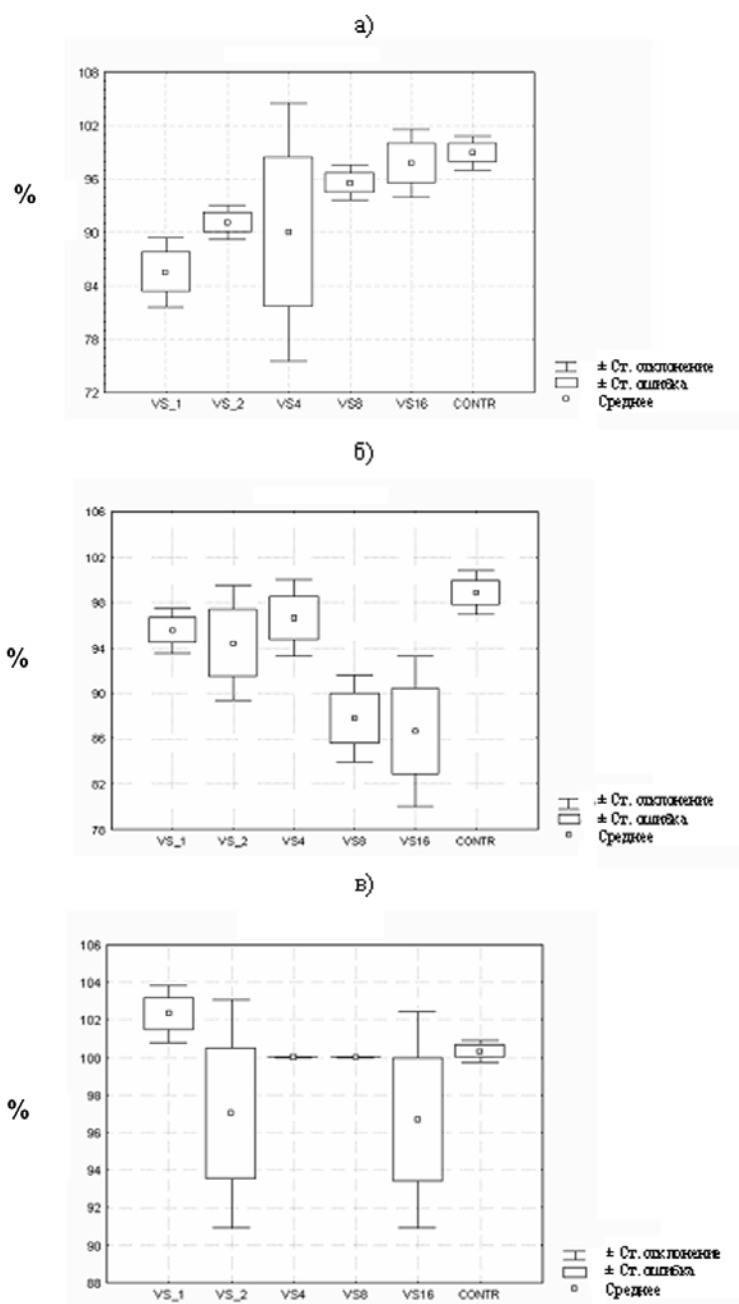 а)
%
108
102
96
90
84
78
72
VS_1 VS_2 VS4 VS8 VS16 CONTR
± Ст. отклонение
± Ст. ошибка
Среднее
б)
%
106
102
98
94
90
86
82
78
VS_1 VS_2 VS4 VS8 VS16 CONTR
± Ст. отклонение
± Ст. ошибка
Среднее
в)
%
106
104
102
100
98
96
94
92
90
88
VS_1 VS_2 VS4 VS8 VS16 CONTR
± Ст. отклонение
± Ст. ошибка
Среднее